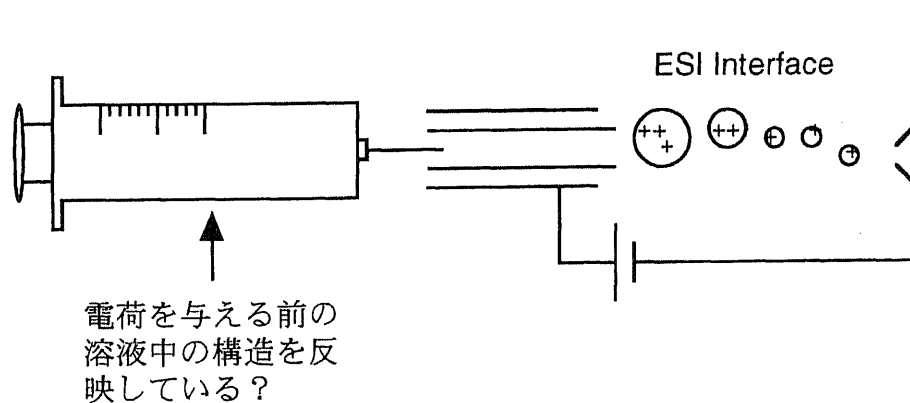 ESI Interface
++
+
++
+
+
+
電荷を与える前の
溶液中の構造を反
映している？